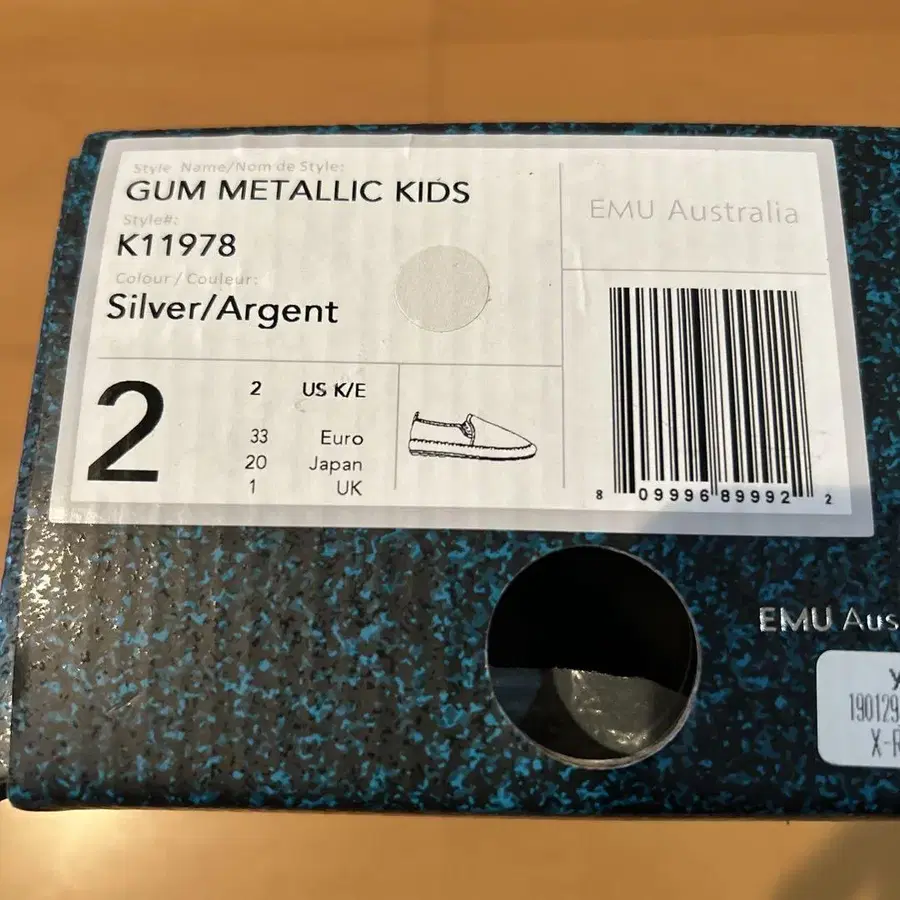 Style Name/Nom de Style:
GUM METALLIC KIDS
Style#:
K11978
Colour/Couleur:
Silver/Argent
EMU Australia
2
2 US K/E
33 Euro
20 Japan
1 UK
8 09996 89992 2
EMU Aus
190129
X-